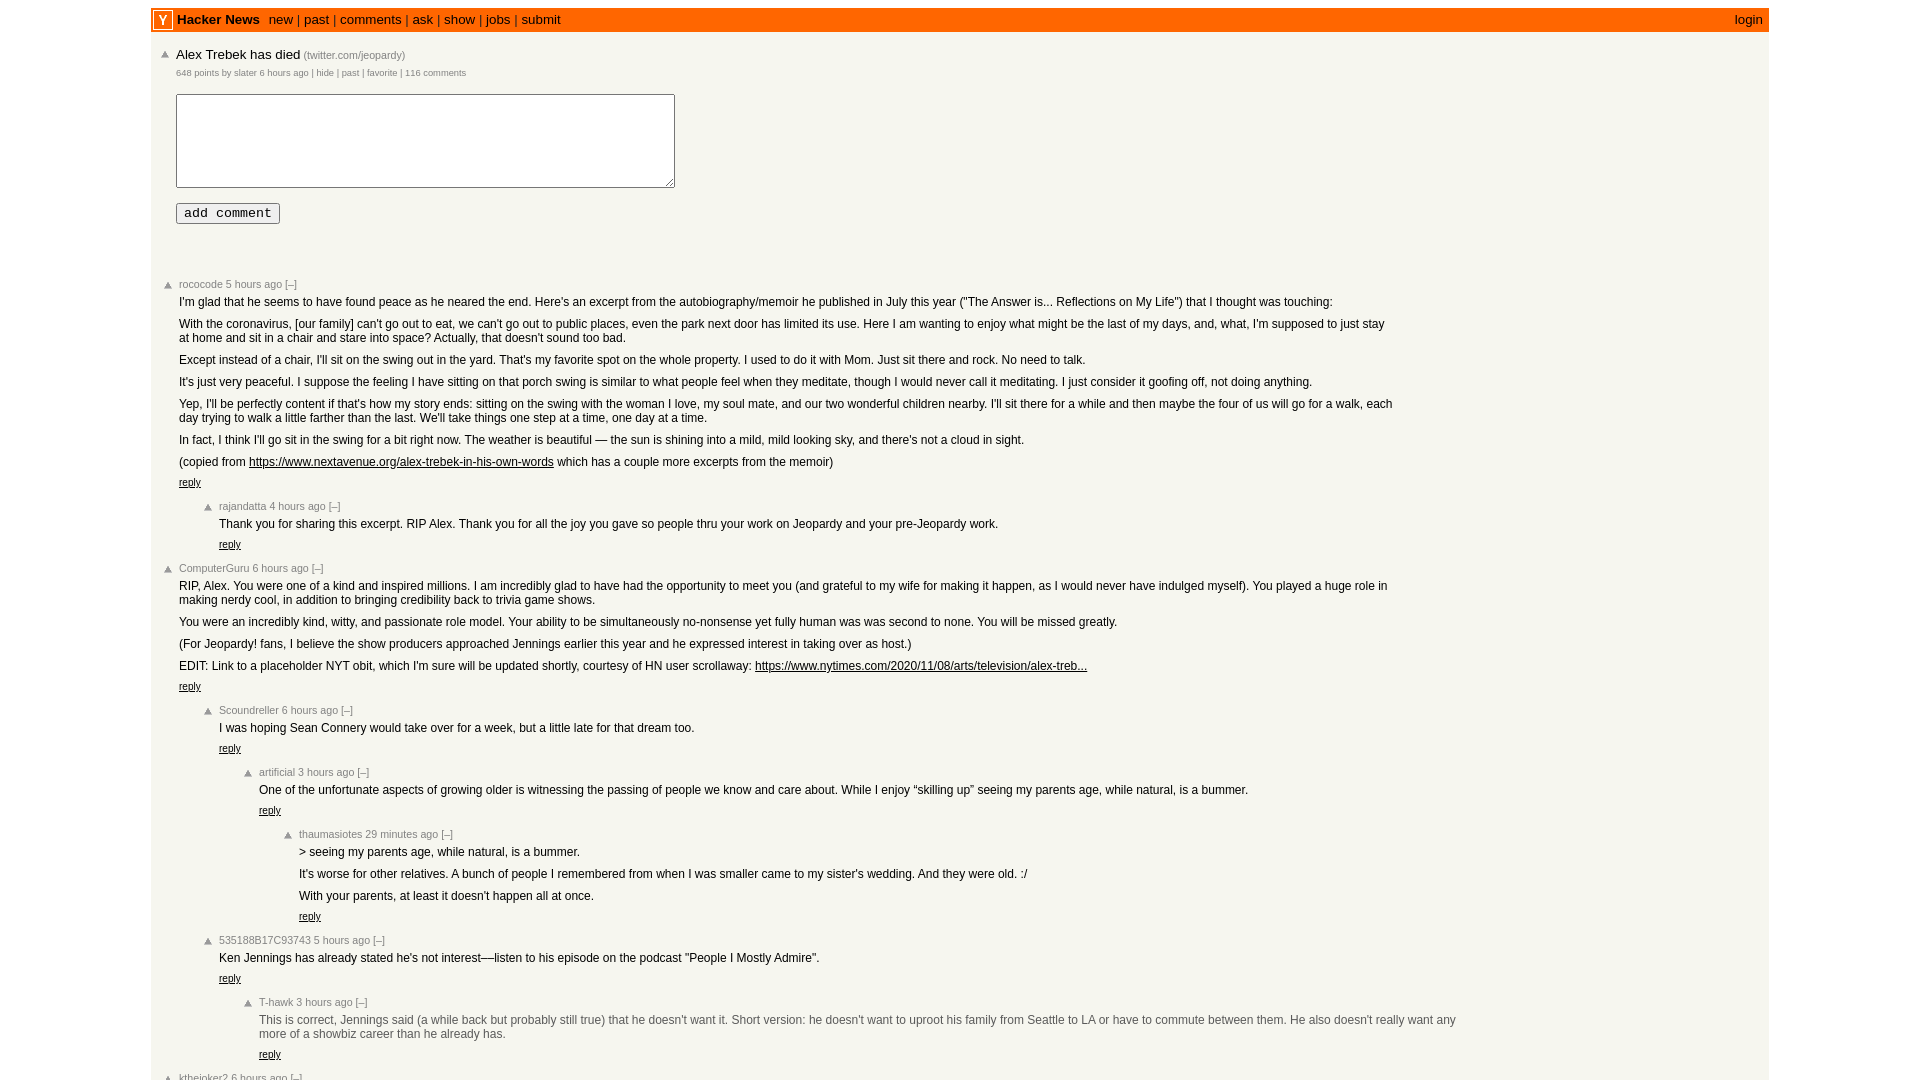 Y Hacker News new | past | comments | ask | show | jobs | submit login
Alex Trebek has died (twitter.com/jeopardy)
648 points by slater 6 hours ago | hide | past | favorite | 116 comments
add comment
rococode 5 hours ago [–]
I'm glad that he seems to have found peace as he neared the end. Here's an excerpt from the autobiography/memoir he published in July this year ("The Answer is... Reflections on My Life") that I thought was touching:
With the coronavirus, [our family] can't go out to eat, we can't go out to public places, even the park next door has limited its use. Here I am wanting to enjoy what might be the last of my days, and, what, I'm supposed to just stay
at home and sit in a chair and stare into space? Actually, that doesn't sound too bad.
Except instead of a chair, I'll sit on the swing out in the yard. That's my favorite spot on the whole property. I used to do it with Mom. Just sit there and rock. No need to talk.
It's just very peaceful. I suppose the feeling I have sitting on that porch swing is similar to what people feel when they meditate, though I would never call it meditating. I just consider it goofing off, not doing anything.
Yep, I'll be perfectly content if that's how my story ends: sitting on the swing with the woman I love, my soul mate, and our two wonderful children nearby. I'll sit there for a while and then maybe the four of us will go for a walk, each
day trying to walk a little farther than the last. We'll take things one step at a time, one day at a time.
In fact, I think I'll go sit in the swing for a bit right now. The weather is beautiful — the sun is shining into a mild, mild looking sky, and there's not a cloud in sight.
(copied from https://www.nextavenue.org/alex-trebek-in-his-own-words which has a couple more excerpts from the memoir)
reply
rajandatta 4 hours ago [–]
Thank you for sharing this excerpt. RIP Alex. Thank you for all the joy you gave so people thru your work on Jeopardy and your pre-Jeopardy work.
reply
ComputerGuru 6 hours ago [–]
RIP, Alex. You were one of a kind and inspired millions. I am incredibly glad to have had the opportunity to meet you (and grateful to my wife for making it happen, as I would never have indulged myself). You played a huge role in
making nerdy cool, in addition to bringing credibility back to trivia game shows.
You were an incredibly kind, witty, and passionate role model. Your ability to be simultaneously no-nonsense yet fully human was was second to none. You will be missed greatly.
(For Jeopardy! fans, I believe the show producers approached Jennings earlier this year and he expressed interest in taking over as host.)
EDIT: Link to a placeholder NYT obit, which I'm sure will be updated shortly, courtesy of HN user scrollaway: https://www.nytimes.com/2020/11/08/arts/television/alex-treb...
reply
Scoundreller 6 hours ago [–]
I was hoping Sean Connery would take over for a week, but a little late for that dream too.
reply
artificial 3 hours ago [–]
One of the unfortunate aspects of growing older is witnessing the passing of people we know and care about. While I enjoy “skilling up” seeing my parents age, while natural, is a bummer.
reply
thaumasiotes 29 minutes ago [–]
> seeing my parents age, while natural, is a bummer.
It's worse for other relatives. A bunch of people I remembered from when I was smaller came to my sister's wedding. And they were old. :/
With your parents, at least it doesn't happen all at once.
reply
535188B17C93743 5 hours ago [–]
Ken Jennings has already stated he's not interest—listen to his episode on the podcast "People I Mostly Admire".
reply
T-hawk 3 hours ago [–]
This is correct, Jennings said (a while back but probably still true) that he doesn't want it. Short version: he doesn't want to uproot his family from Seattle to LA or have to commute between them. He also doesn't really want any
more of a showbiz career than he already has.
reply
kthejoker2 6 hours ago [–]